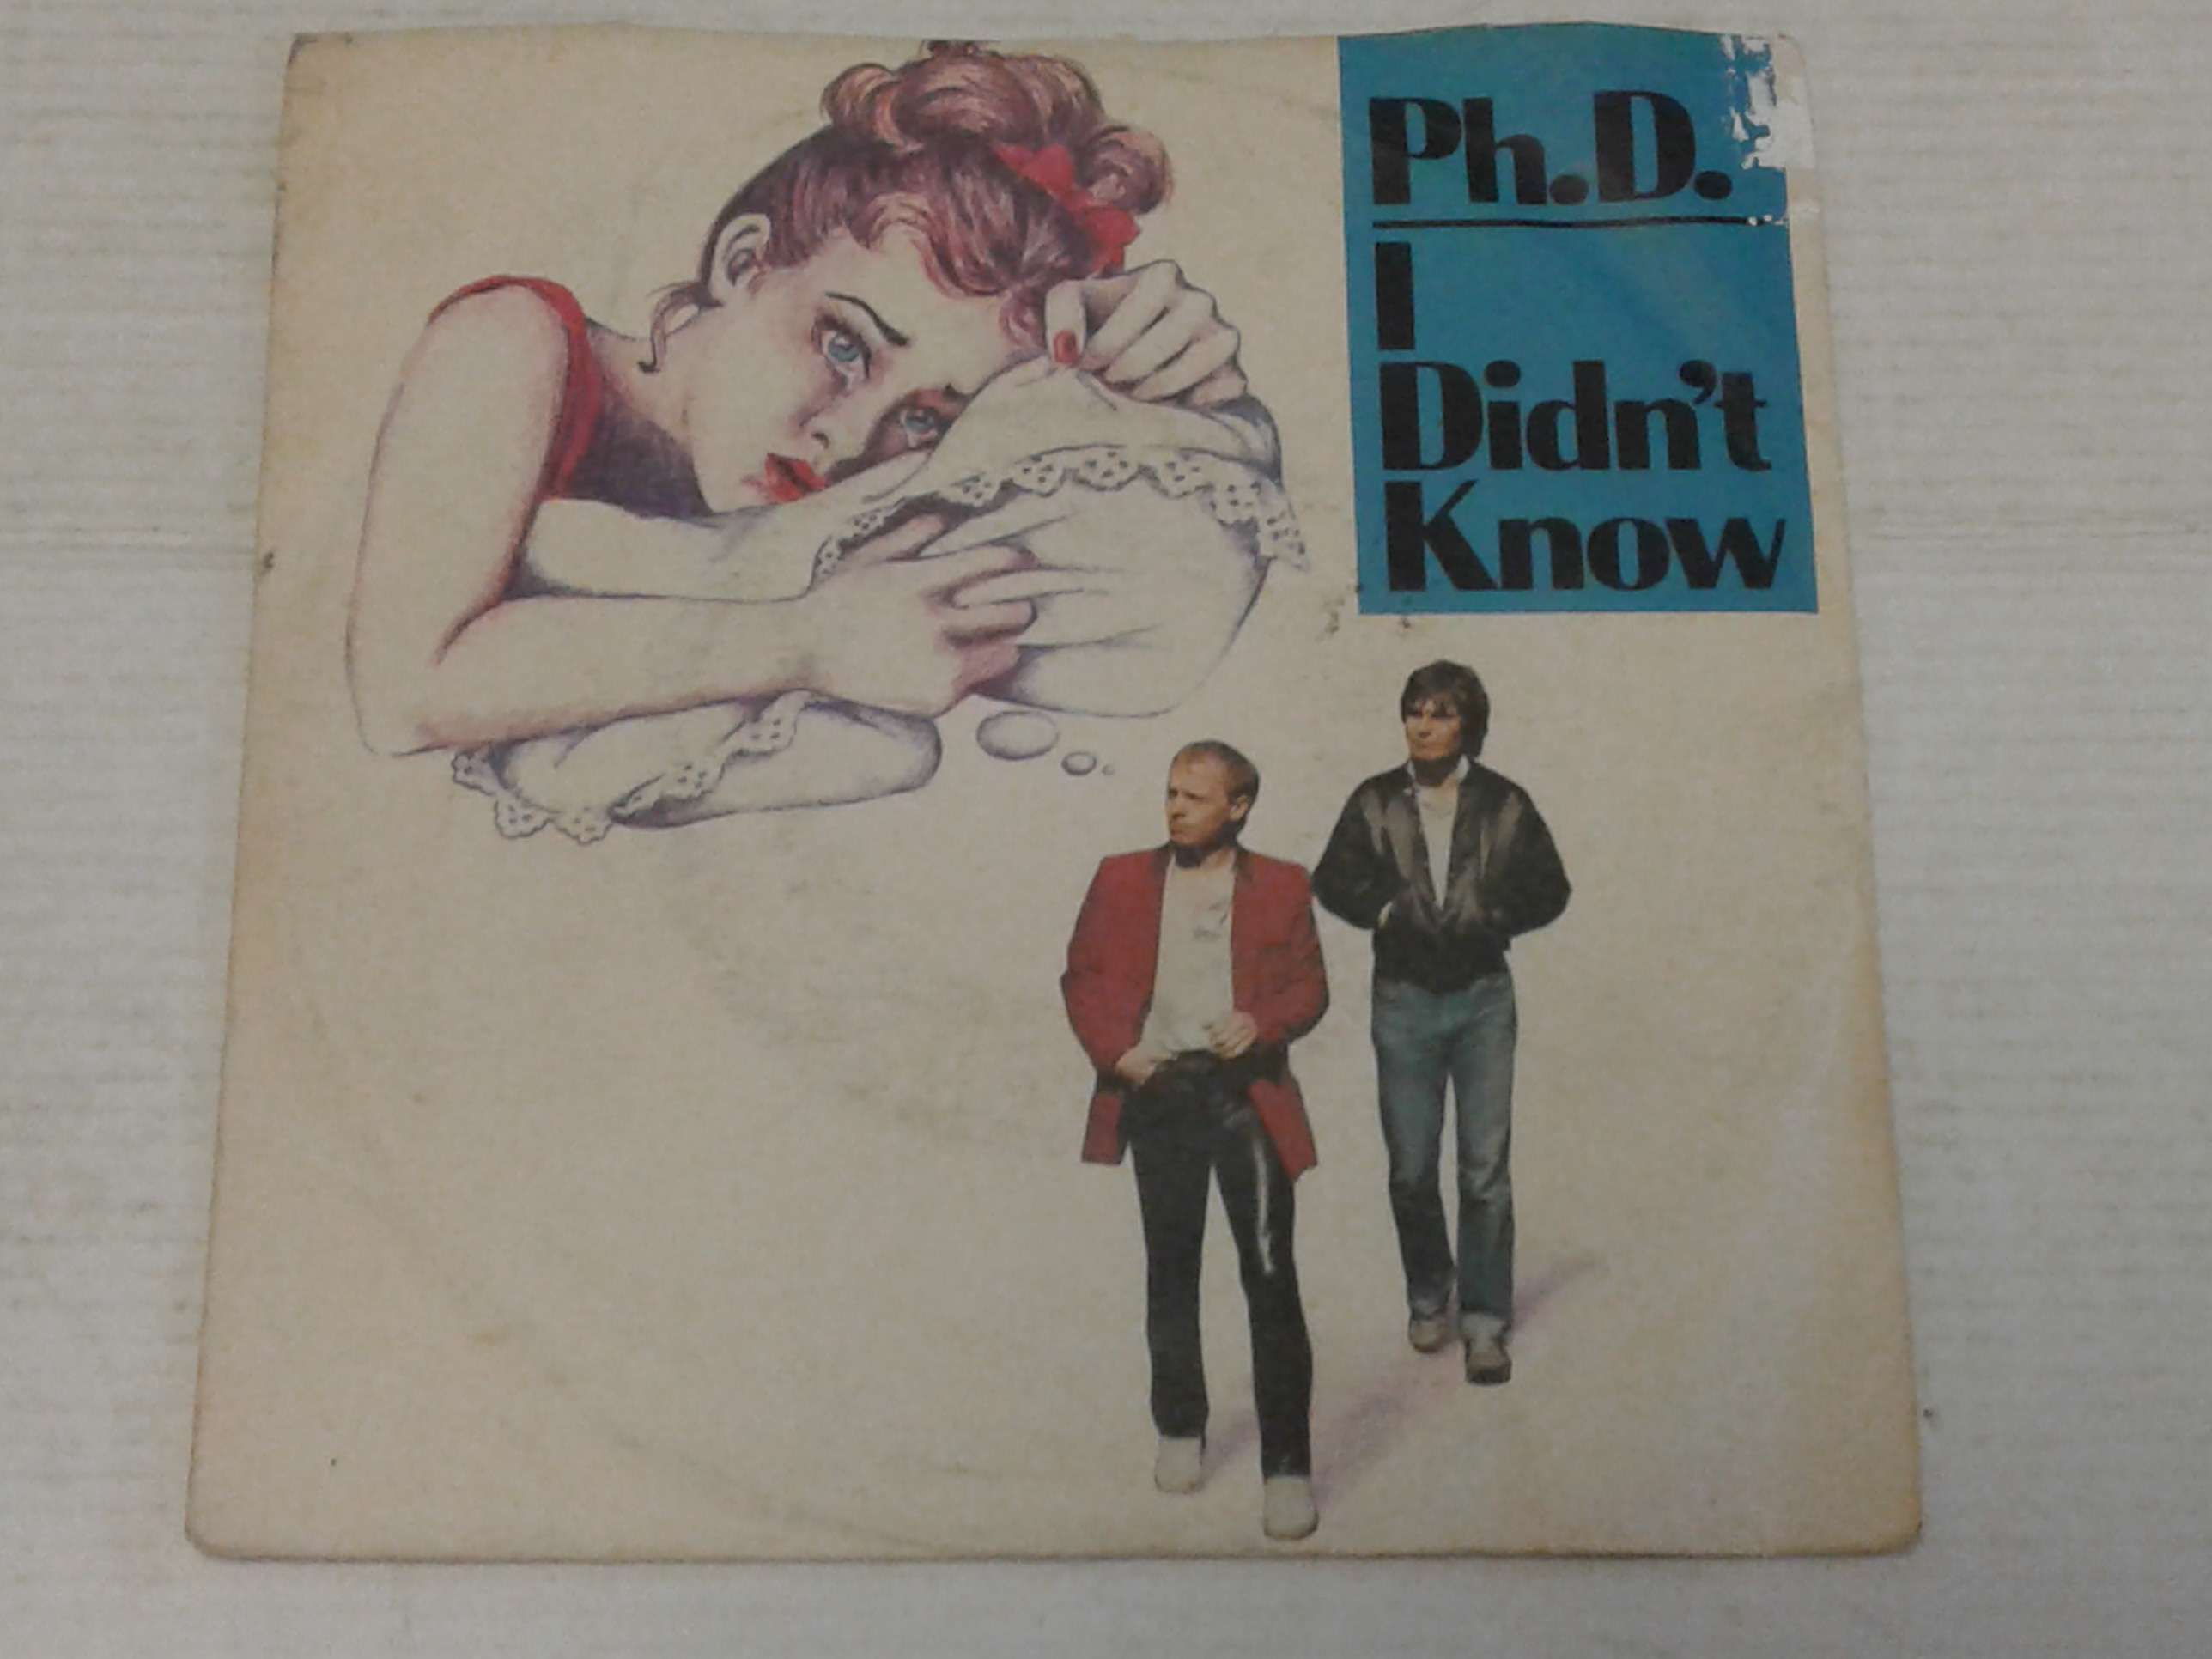 Ph.D.
I
Didn't
Know